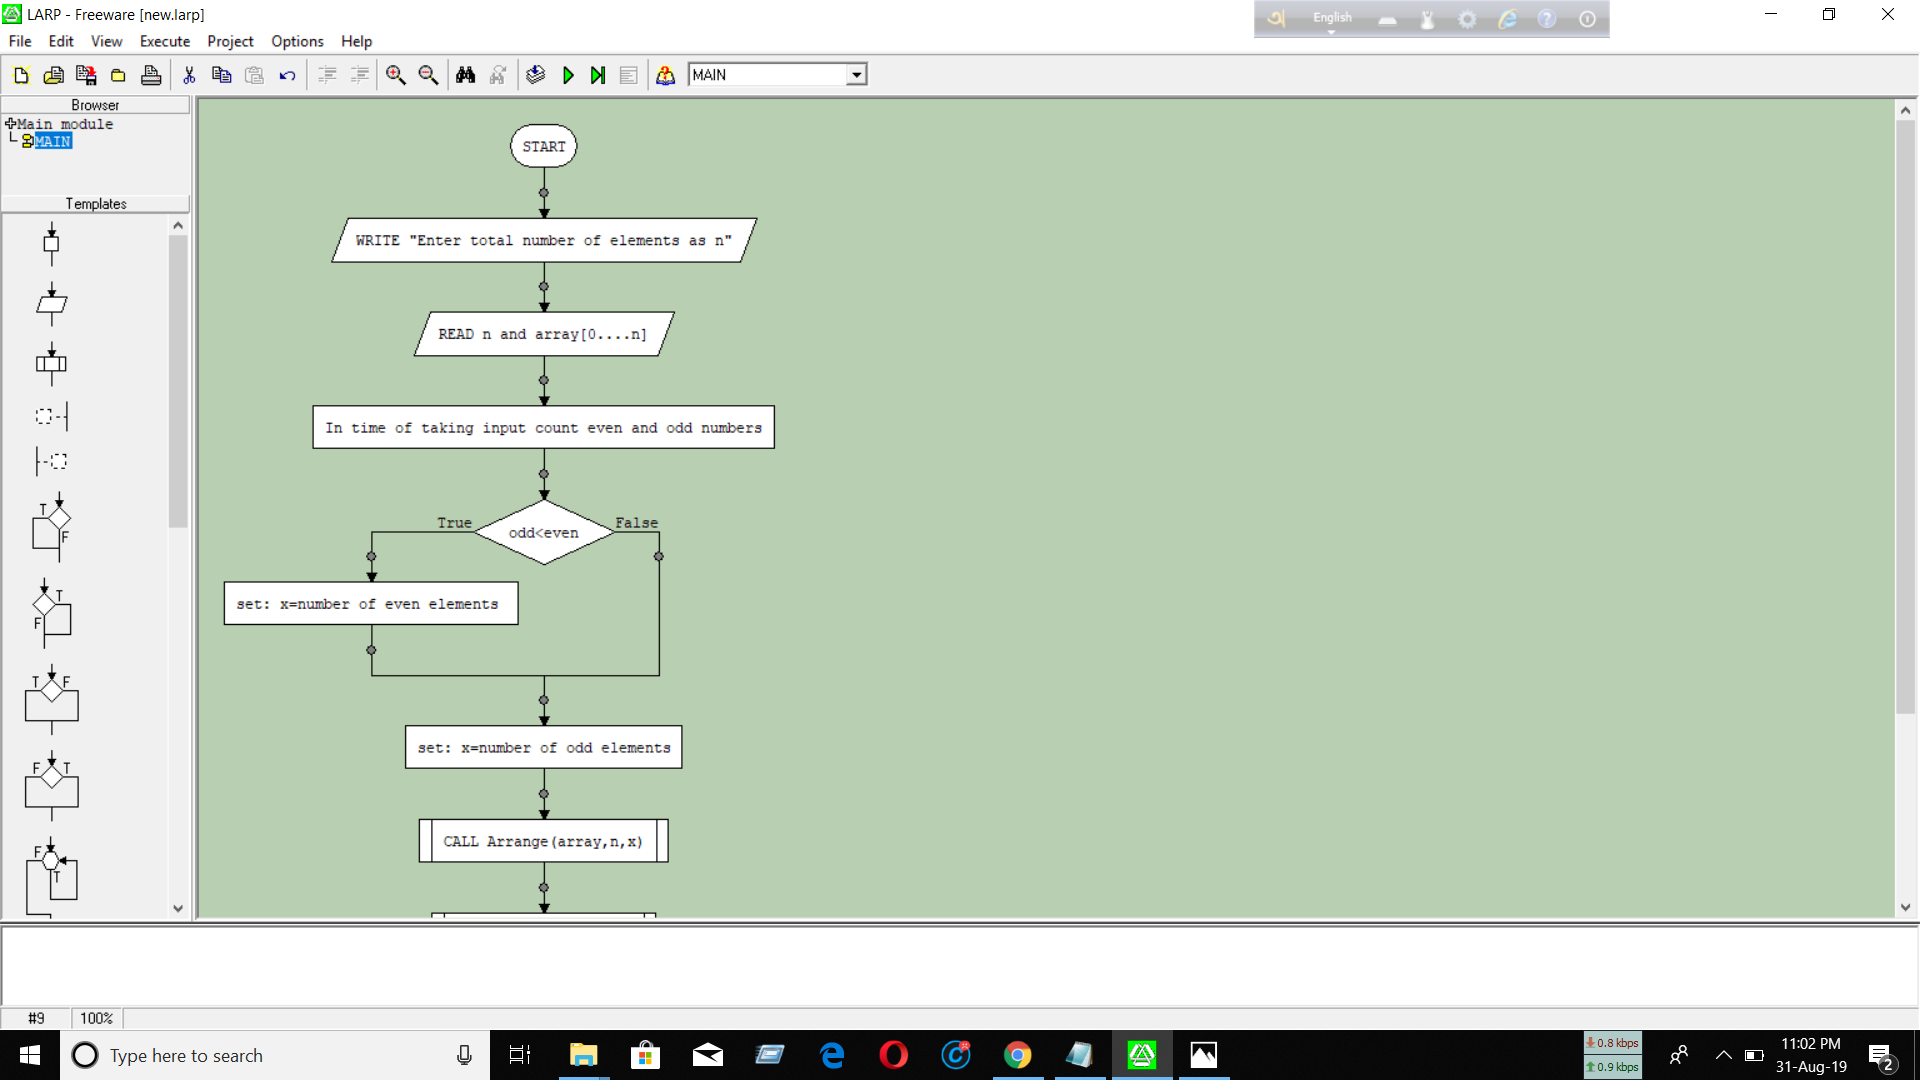 LARP - Freeware [new.larp]
English
File Edit View Execute Project Options Help
MAIN
Browser
Main module
MAIN
Templates
T
F
T
F
T F
F T
F
T
START
WRITE "Enter total number of elements as n"
READ n and array[0....n]
In time of taking input count even and odd numbers
True
odd<even
False
set: x=number of even elements
set: x=number of odd elements
CALL Arrange(array,n,x)
#9 100%
Type here to search
0.8 kbps
0.9 kbps
11:02 PM
31-Aug-19
2